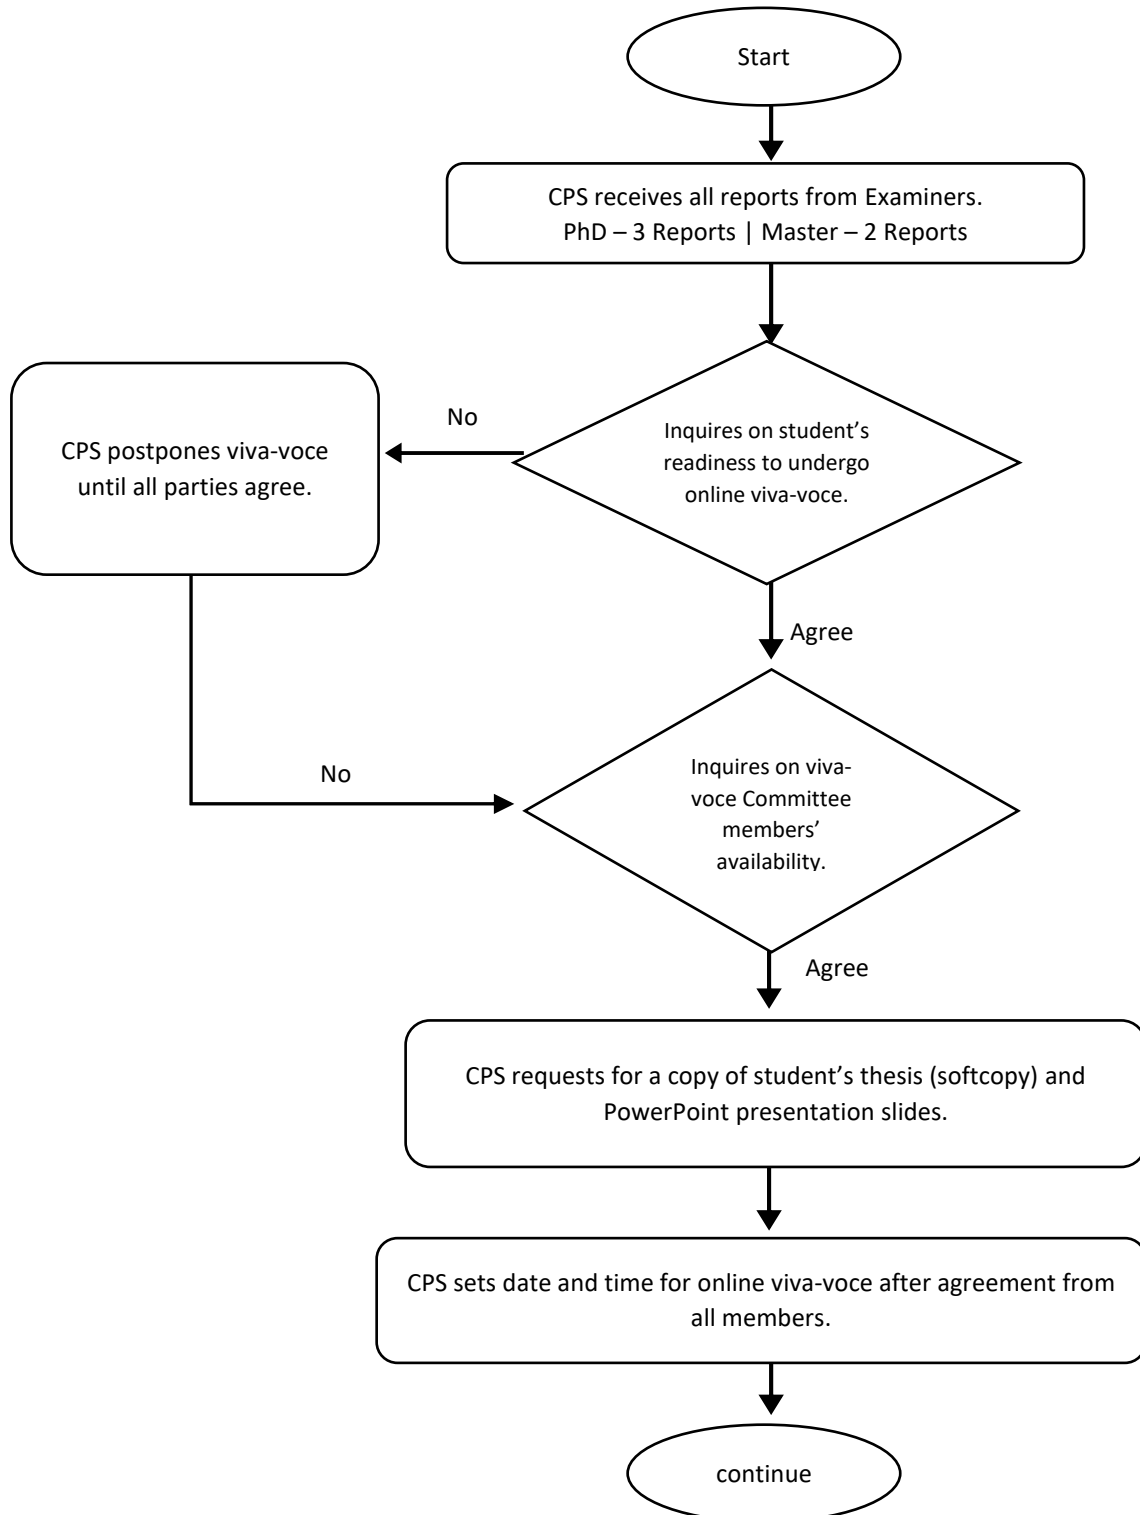 Start
CPS receives all reports from Examiners.
PhD – 3 Reports | Master – 2 Reports
No
Inquires on student’s
readiness to undergo
online viva-voce.
CPS postpones viva-voce
until all parties agree.
Agree
No
Inquires on viva-
voce Committee
members’
availability.
Agree
CPS requests for a copy of student’s thesis (softcopy) and
PowerPoint presentation slides.
CPS sets date and time for online viva-voce after agreement from
all members.
continue